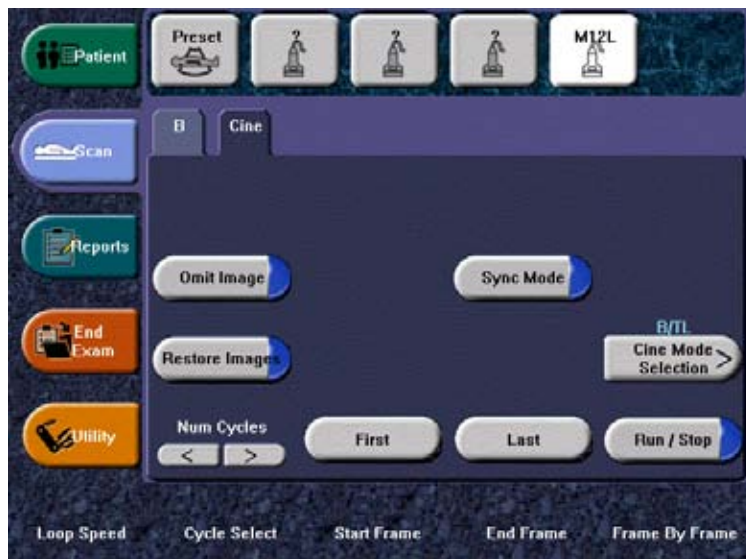 Patient
Preset
?
?
?
M12L
Scan
B
Cine
Reports
Omit Image
Sync Mode
End
Exam
Restore Images
B/TL
Cine Mode
Selection >
Utility
Num Cycles
< >
First
Last
Run / Stop
Loop Speed
Cycle Select
Start Frame
End Frame
Frame By Frame